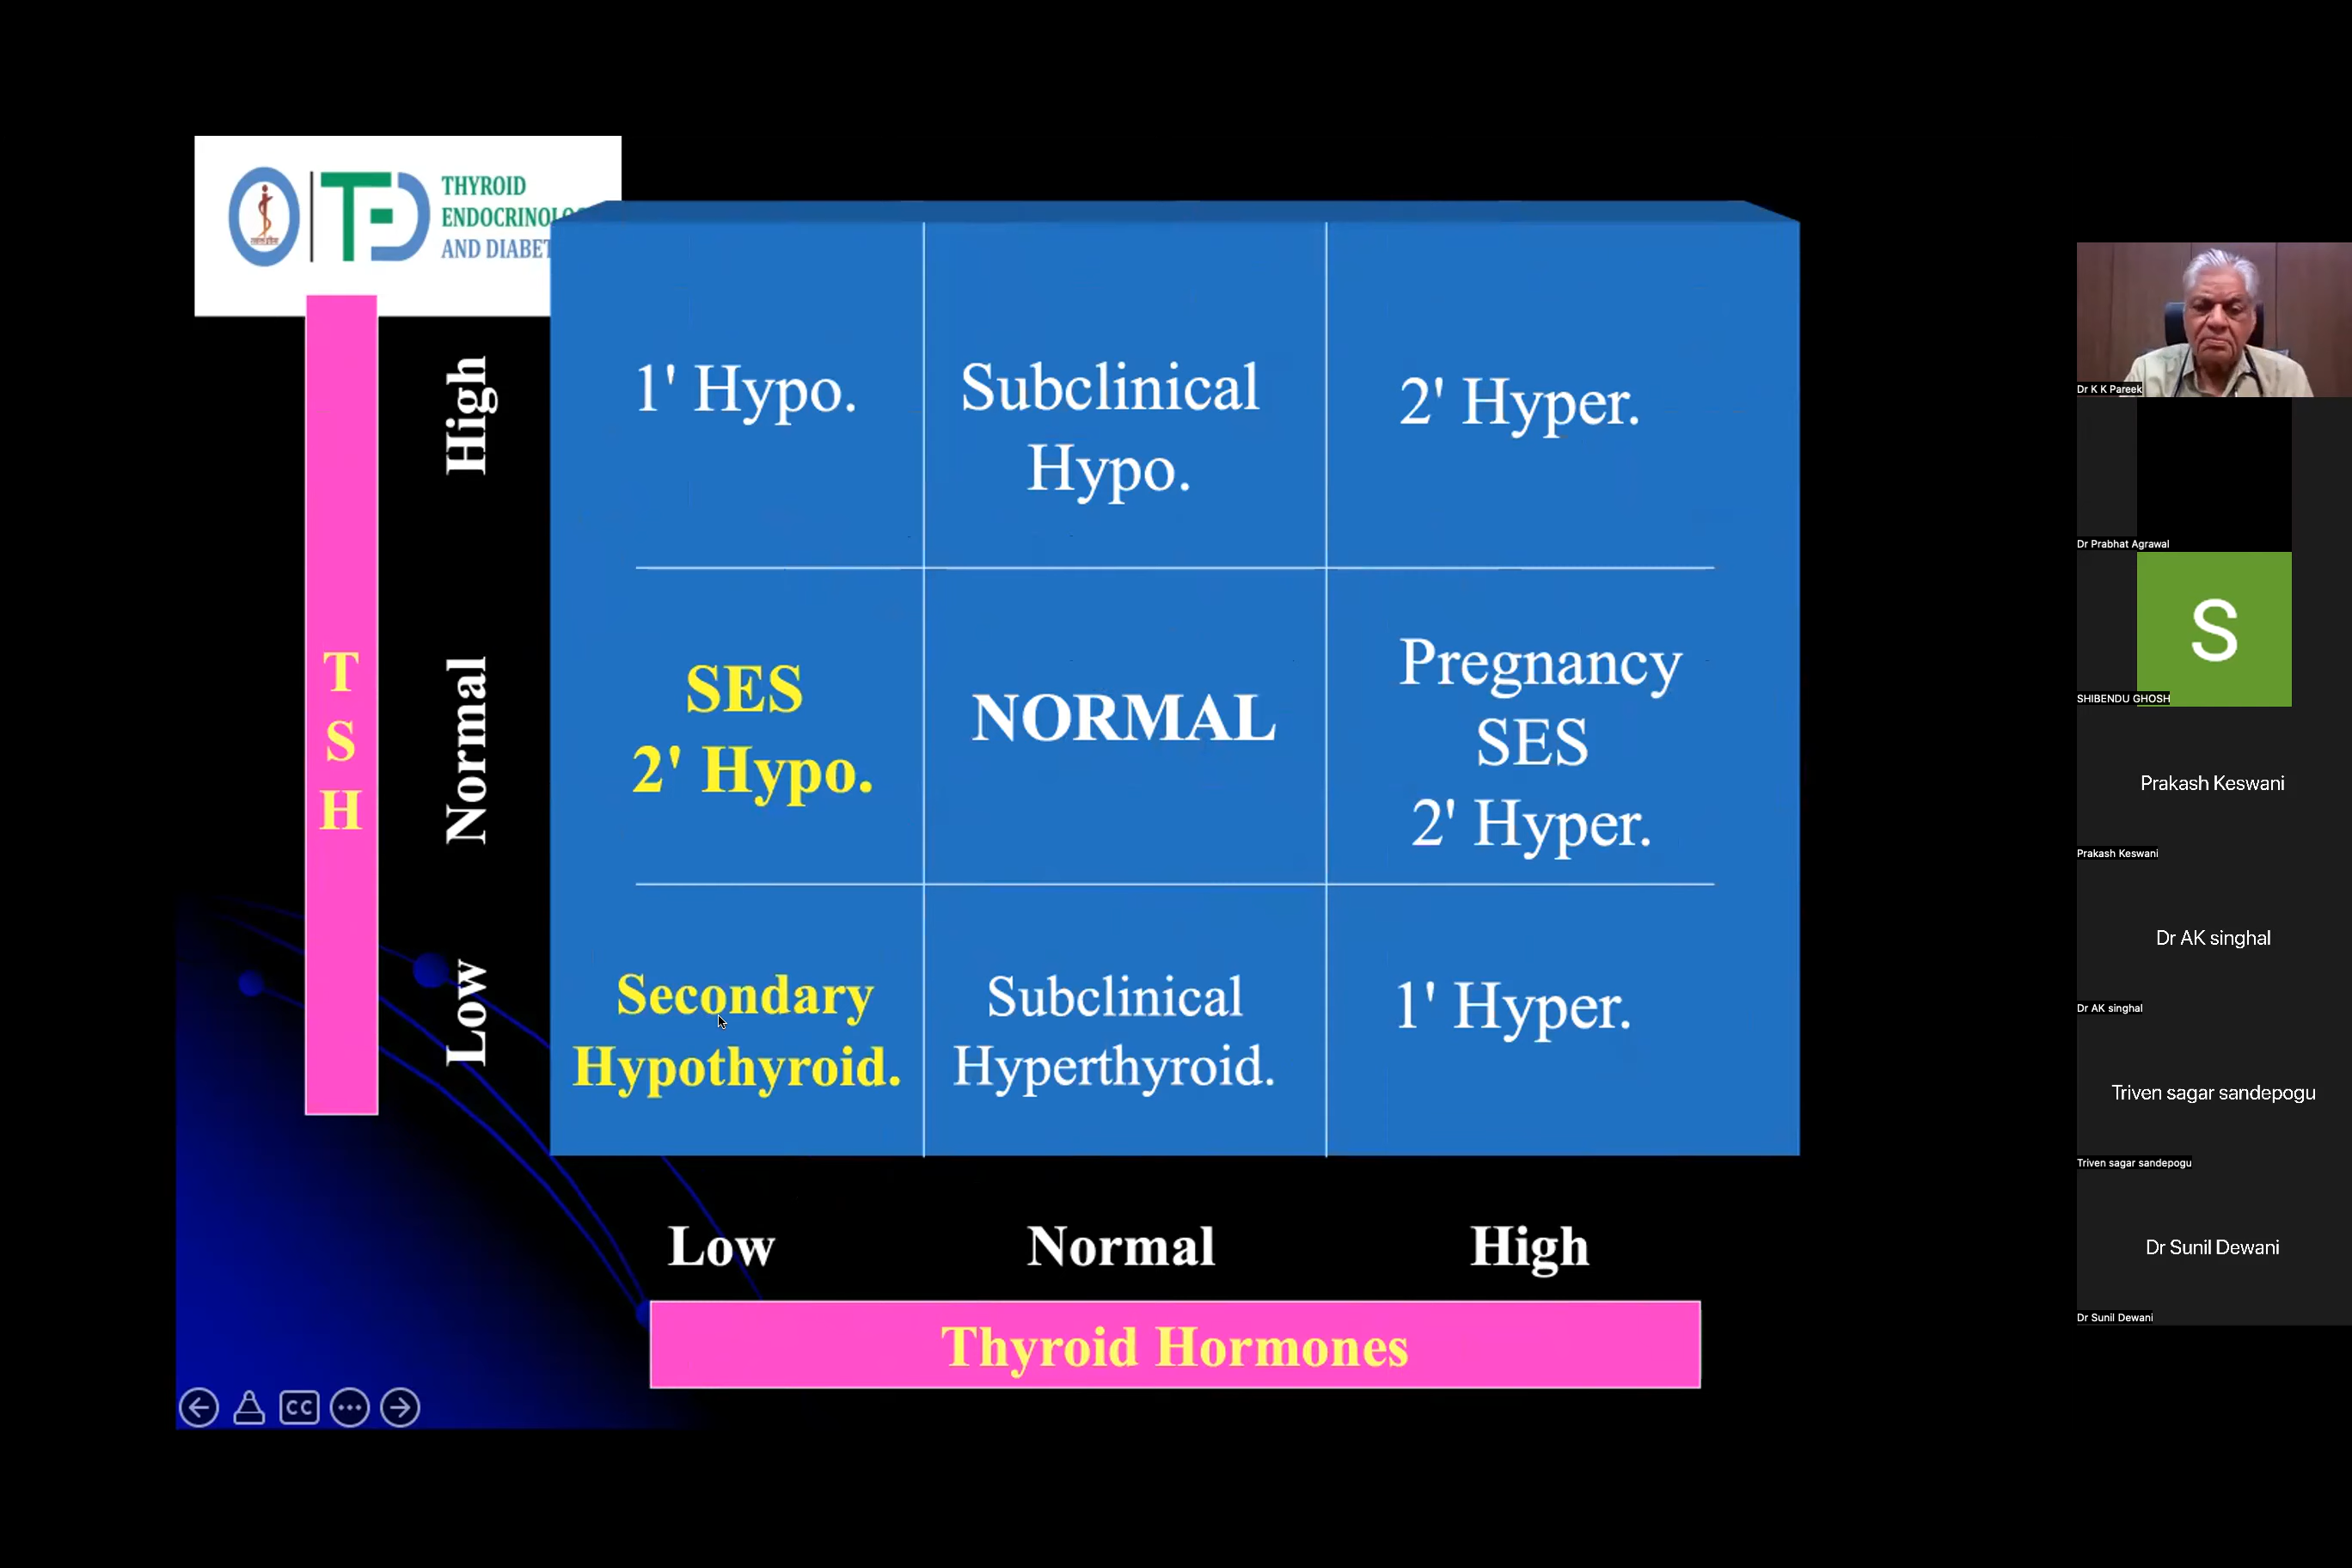 THYROID
ENDOCRINOLO
AND DIABET
T
S
H
High
Normal
Low
1' Hypo.
Subclinical
Hypo.
2' Hyper.
SES
2' Hypo.
NORMAL
Pregnancy
SES
2' Hyper.
Secondary
Hypothyroid.
Subclinical
Hyperthyroid.
1' Hyper.
Low
Normal
High
Thyroid Hormones
CC
Dr K K Pareek
Dr Prabhat Agrawal
S
SHIBENDU GHOSH
Prakash Keswani
Prakash Keswani
Dr AK singhal
Dr AK singhal
Triven sagar sandepogu
Triven sagar sandepogu
Dr Sunil Dewani
Dr Sunil Dewani